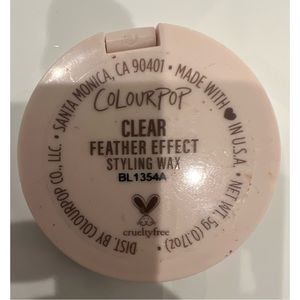 DIST. BY COLOURPOP CO., LLC. • SANTA MONICA, CA 90401 • MADE WITH ♥ IN U.S.A. • NET WT. 5g (0.17oz) •
COLOURPOP
CLEAR
FEATHER EFFECT
STYLING WAX
BL1354A
crueltyfree